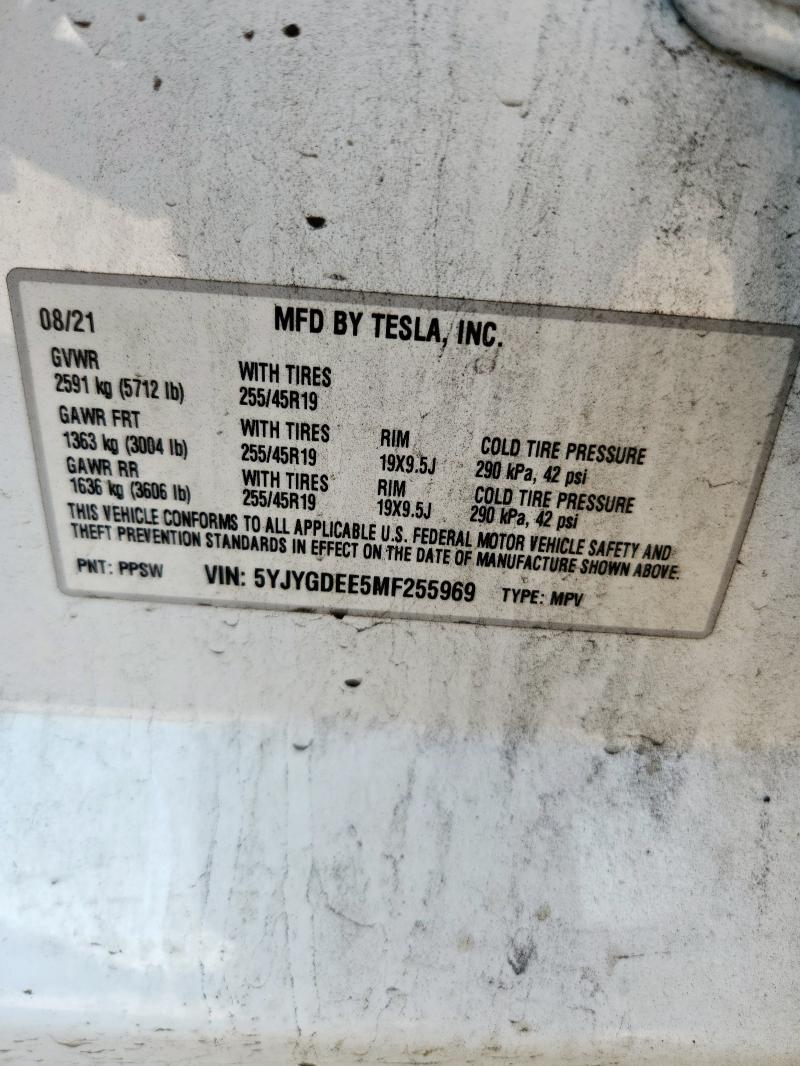 08/21 MFD BY TESLA, INC.
GVWR
2591 kg (5712 lb)
WITH TIRES
255/45R19
GAWR FRT
1363 kg (3004 lb)
WITH TIRES
255/45R19
RIM
19X9.5J
COLD TIRE PRESSURE
290 kPa, 42 psi
GAWR RR
1636 kg (3606 lb)
WITH TIRES
255/45R19
RIM
19X9.5J
COLD TIRE PRESSURE
290 kPa, 42 psi
THIS VEHICLE CONFORMS TO ALL APPLICABLE U.S. FEDERAL MOTOR VEHICLE SAFETY AND
THEFT PREVENTION STANDARDS IN EFFECT ON THE DATE OF MANUFACTURE SHOWN ABOVE.
PNT: PPSW VIN: 5YJYGDEE5MF255969 TYPE: MPV